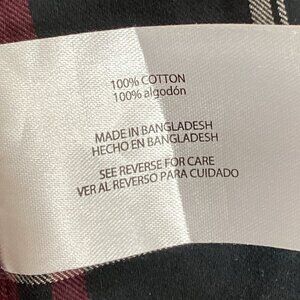 100% COTTON
100% algodón
MADE IN BANGLADESH
HECHO EN BANGLADESH
SEE REVERSE FOR CARE
VER AL REVERSO PARA CUIDADO